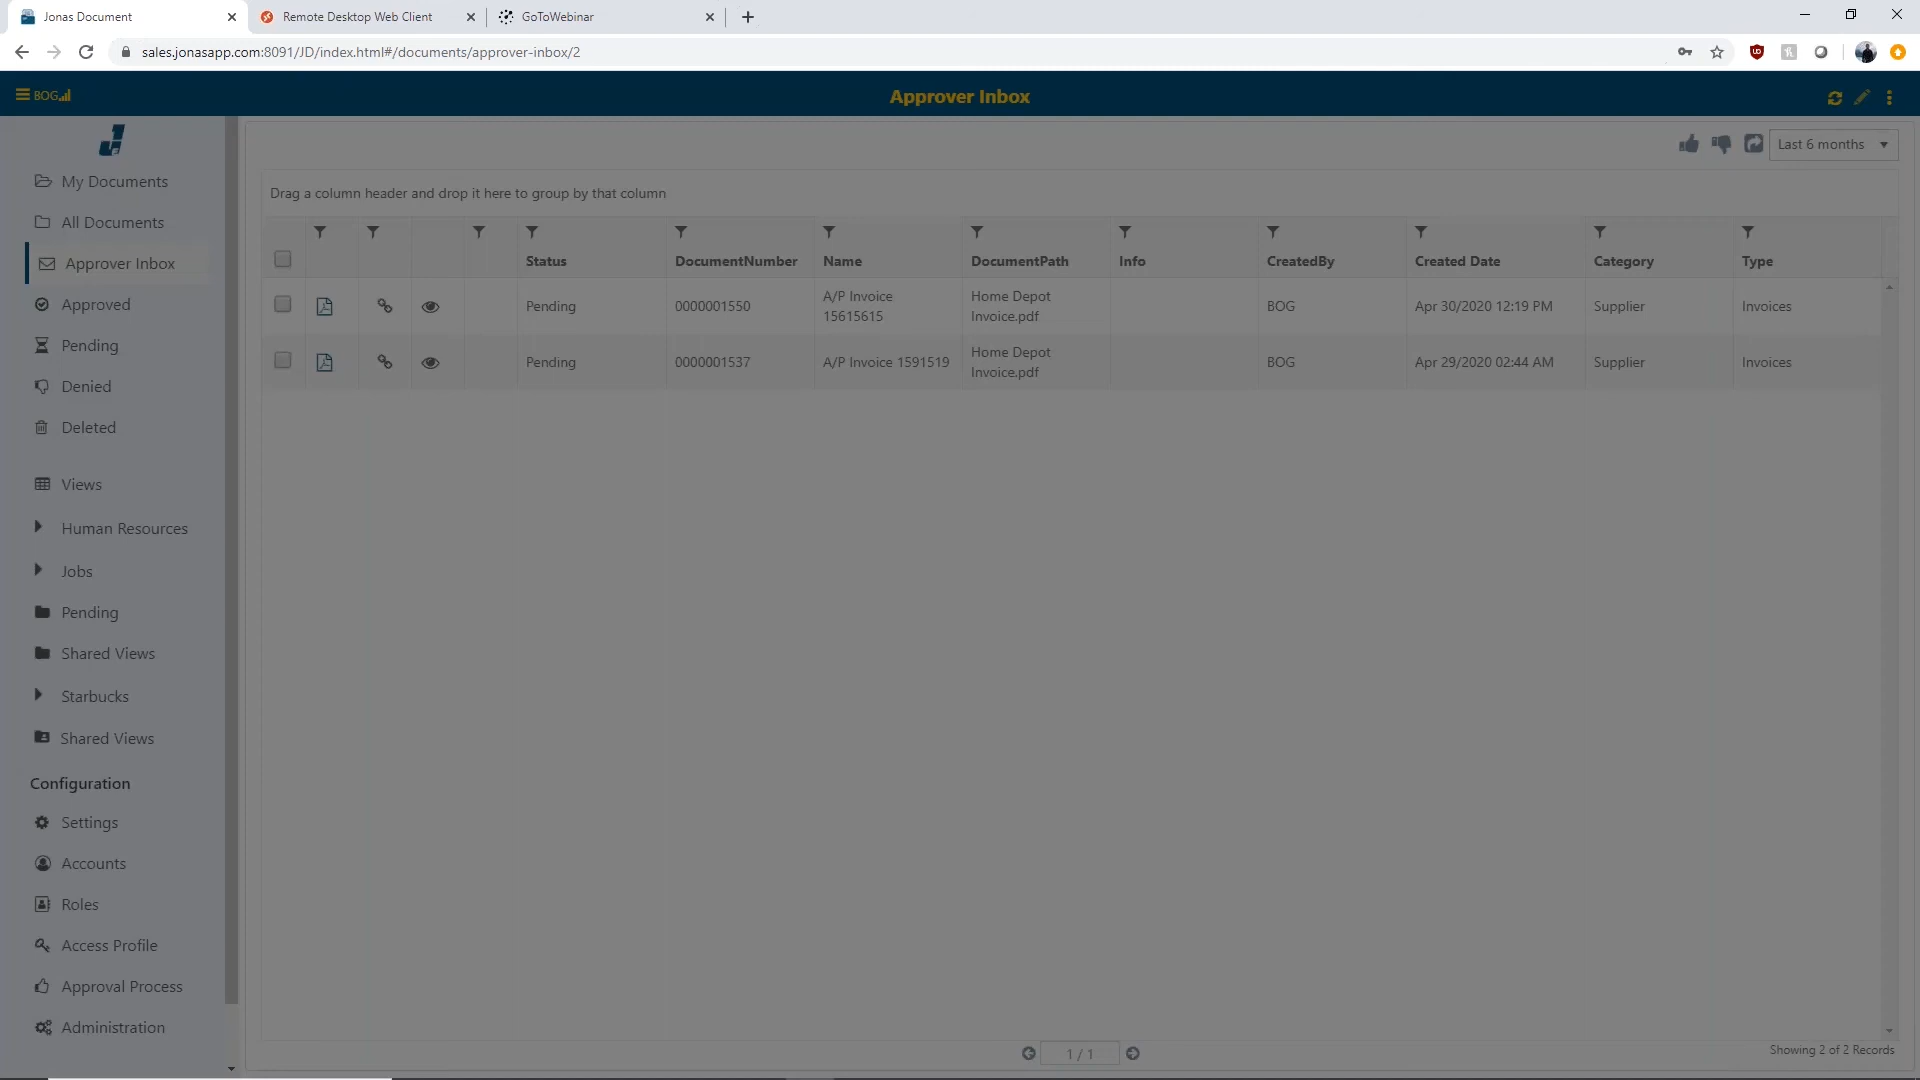 Jonas Document
Remote Desktop Web Client
GoToWebinar
sales.jonasapp.com:8091/JD/index.html#/documents/approver-inbox/2
BOG
Approver Inbox
Last 6 months
My Documents
All Documents
Approver Inbox
Approved
Pending
Denied
Deleted
Views
Human Resources
Jobs
Pending
Shared Views
Starbucks
Shared Views
Configuration
Settings
Accounts
Roles
Access Profile
Approval Process
Administration
Drag a column header and drop it here to group by that column
Status DocumentNumber Name DocumentPath Info CreatedBy Created Date Category Type
Pending 0000001550 A/P Invoice 15615615 Home Depot Invoice.pdf BOG Apr 30/2020 12:19 PM Supplier Invoices
Pending 0000001537 A/P Invoice 1591519 Home Depot Invoice.pdf BOG Apr 29/2020 02:44 AM Supplier Invoices
1 / 1
Showing 2 of 2 Records